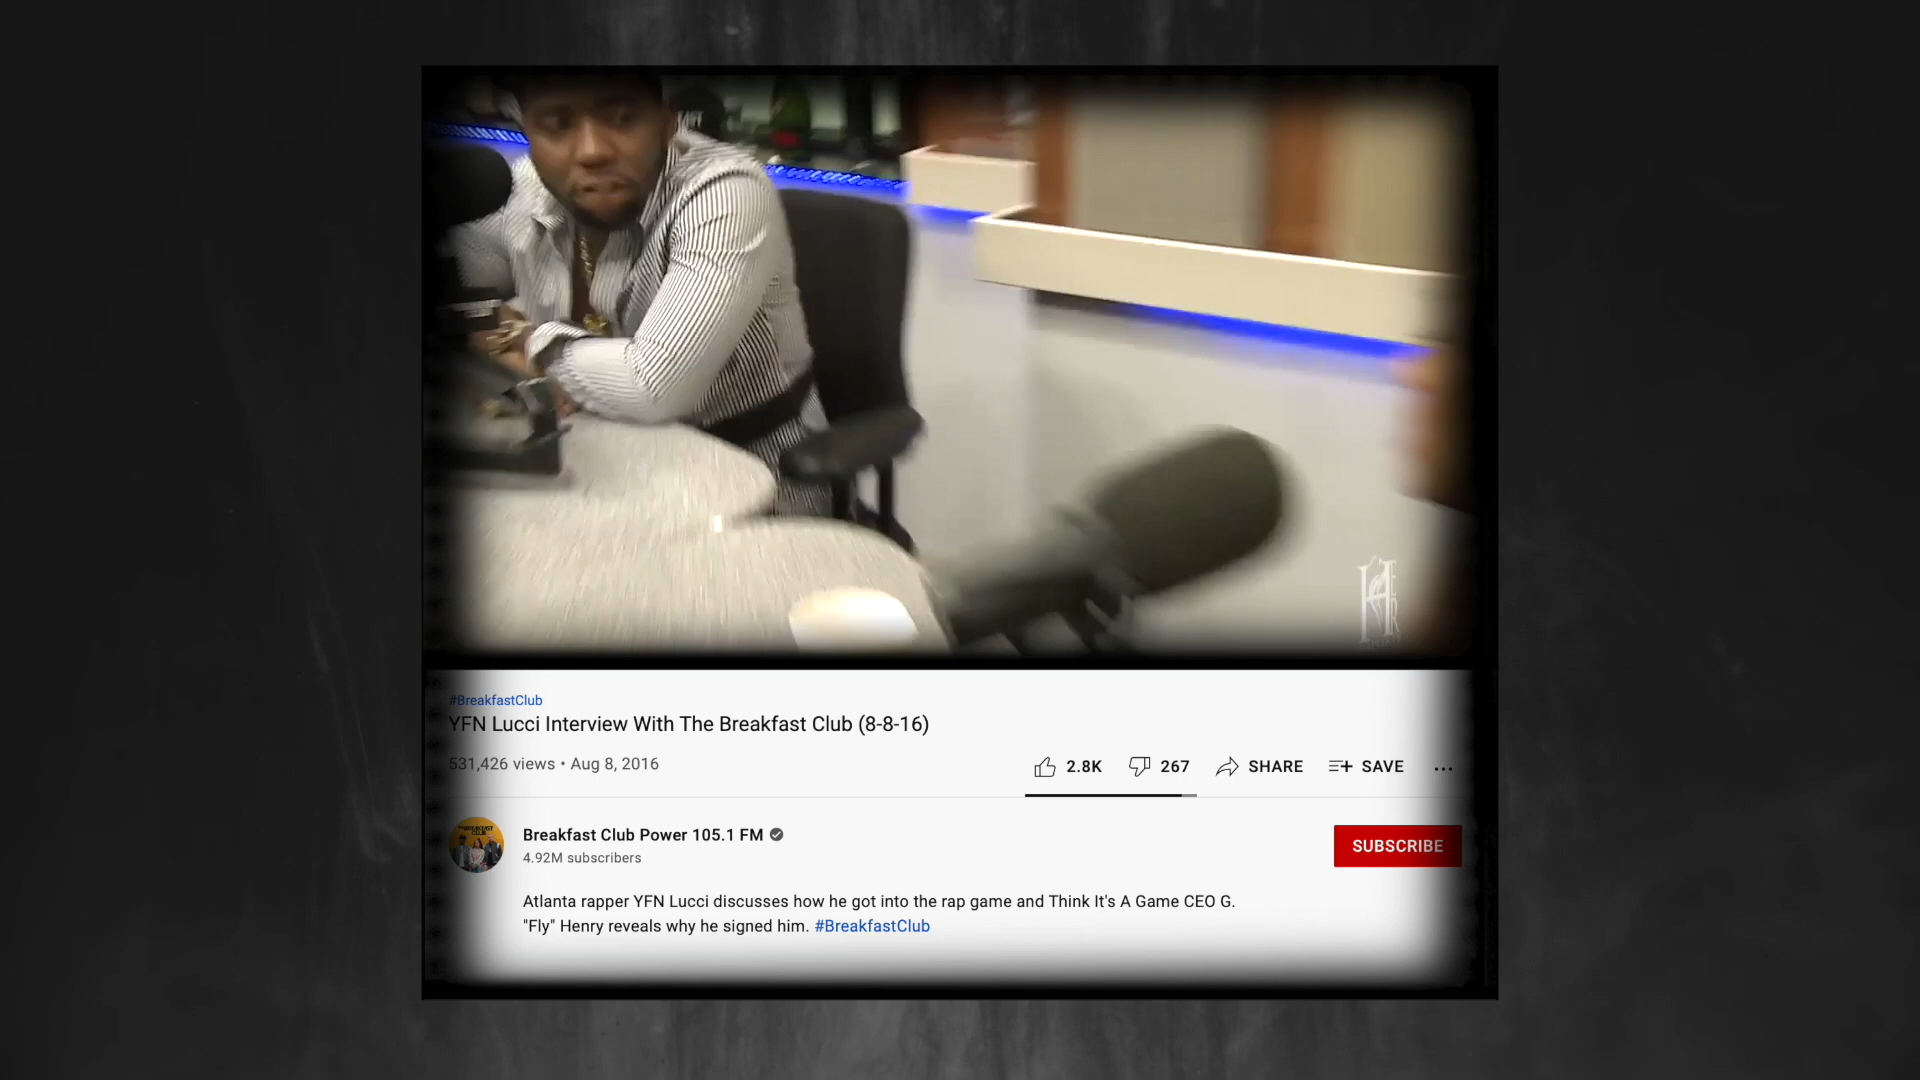 #BreakfastClub
YFN Lucci Interview With The Breakfast Club (8-8-16)
531,426 views • Aug 8, 2016
2.8K 267 SHARE SAVE ...
Breakfast Club Power 105.1 FM
4.92M subscribers
SUBSCRIBE
Atlanta rapper YFN Lucci discusses how he got into the rap game and Think It's A Game CEO G.
"Fly" Henry reveals why he signed him. #BreakfastClub